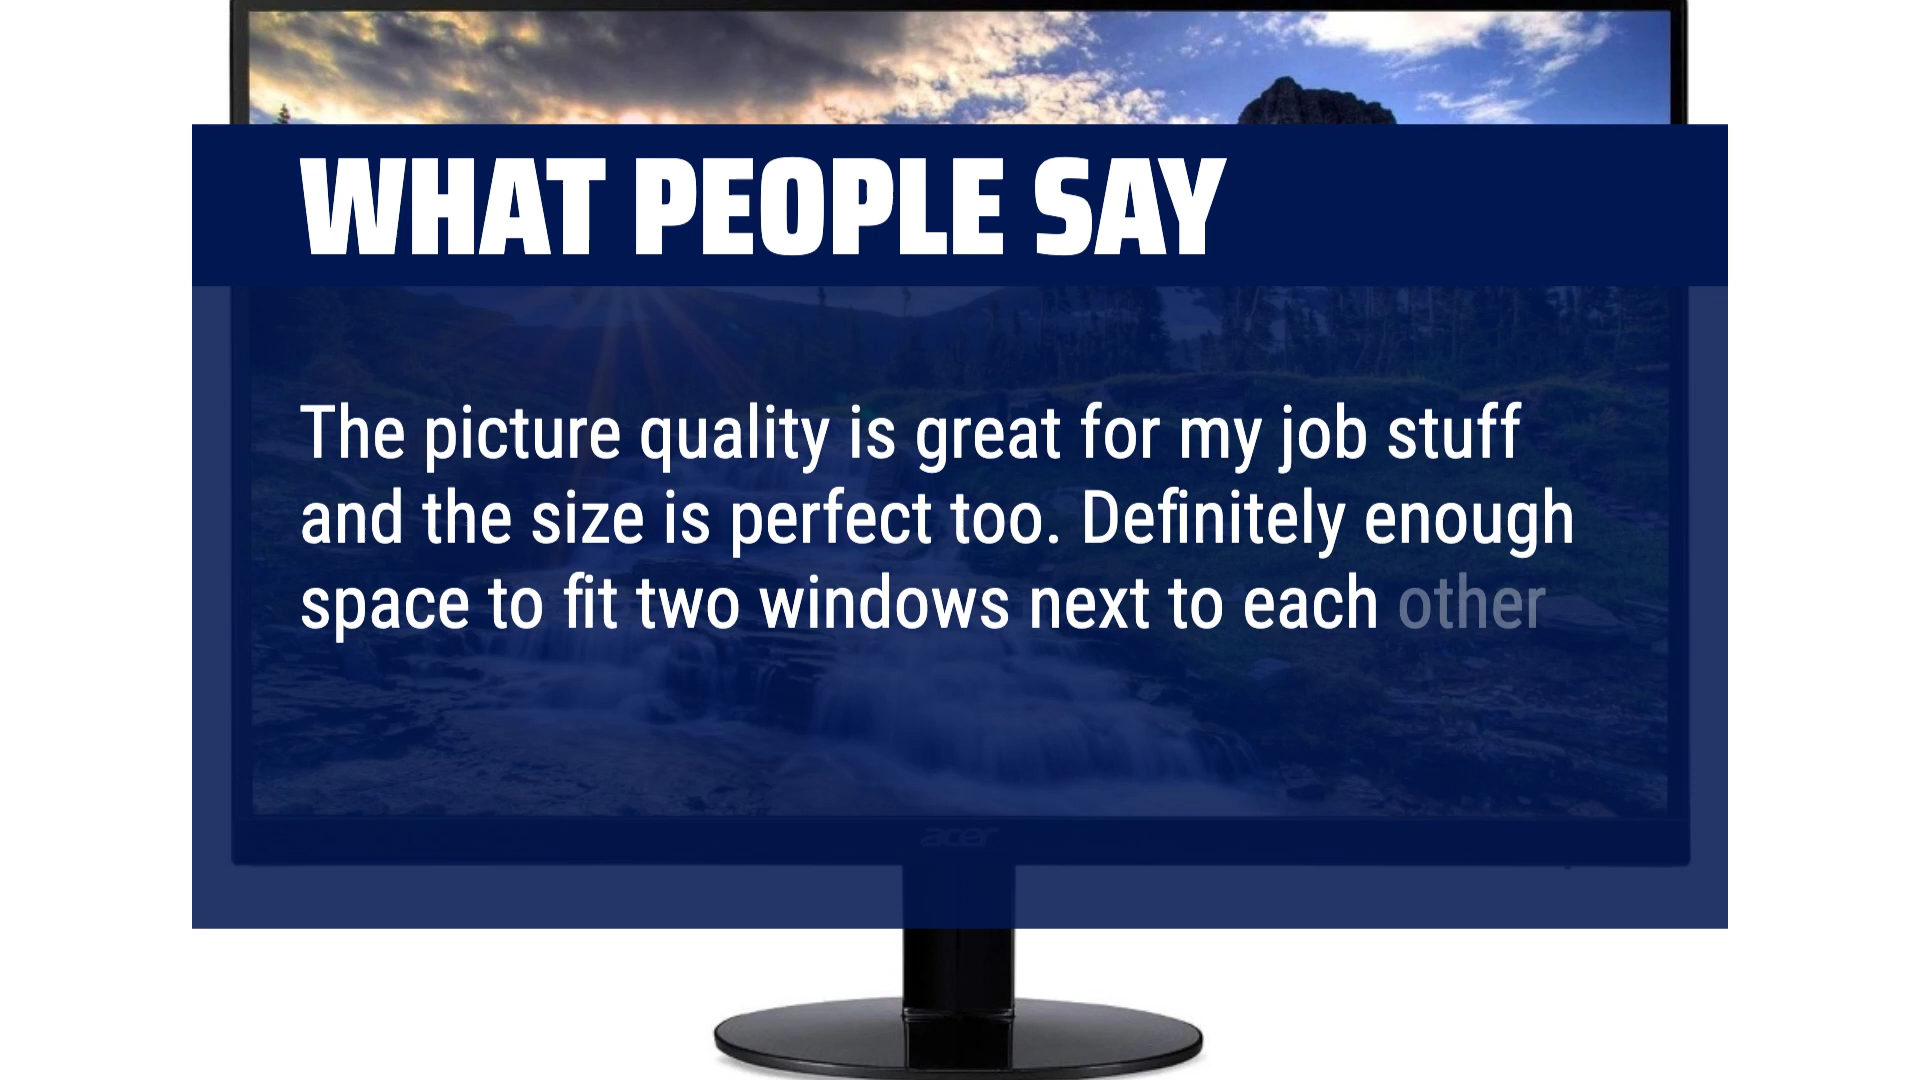 WHAT PEOPLE SAY
The picture quality is great for my job stuff
and the size is perfect too. Definitely enough
space to fit two windows next to each other
acer